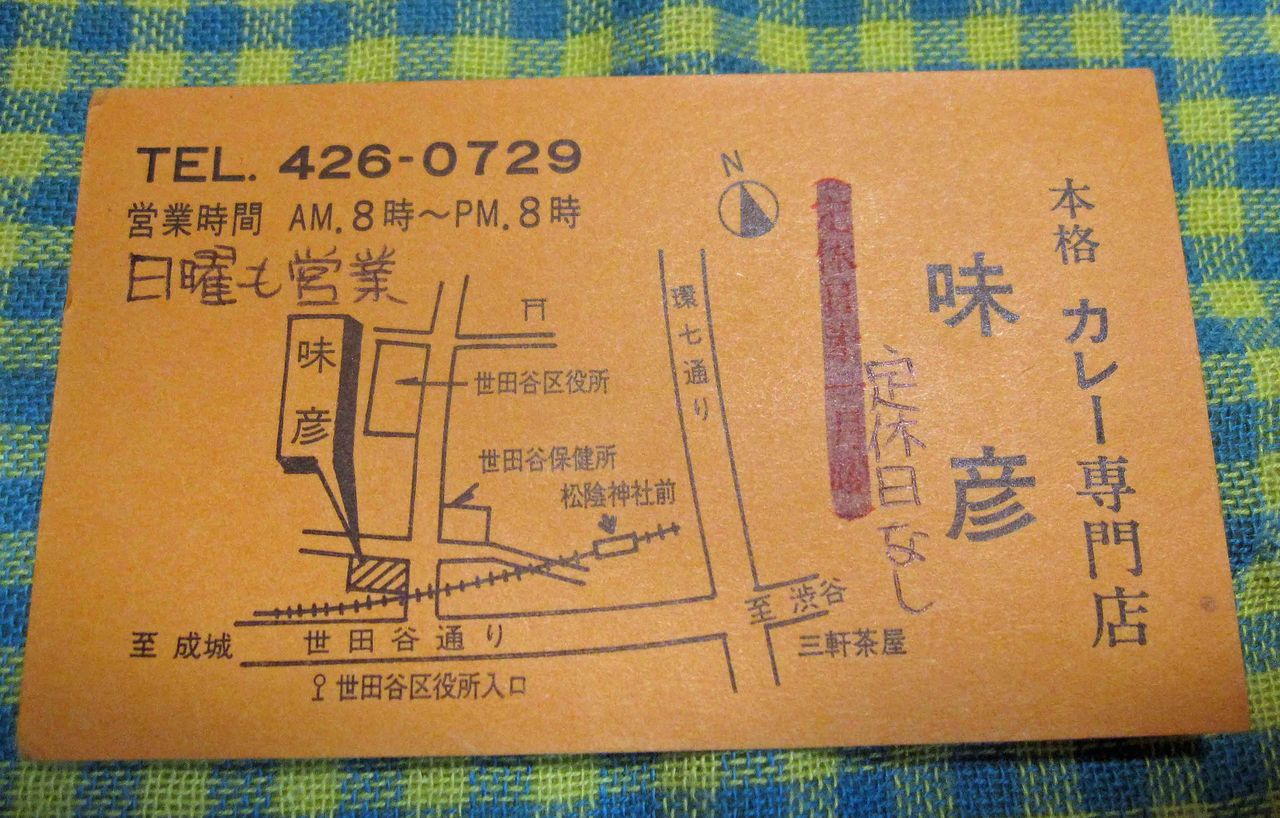 本格 カレー専門店
味彦
定休日なし
TEL. 426-0729
営業時間 AM.8時〜PM.8時
日曜も営業
N
味彦
世田谷区役所
環七通り
世田谷保健所
松陰神社前
至 渋谷
至 成城
世田谷通り
三軒茶屋
世田谷区役所入口